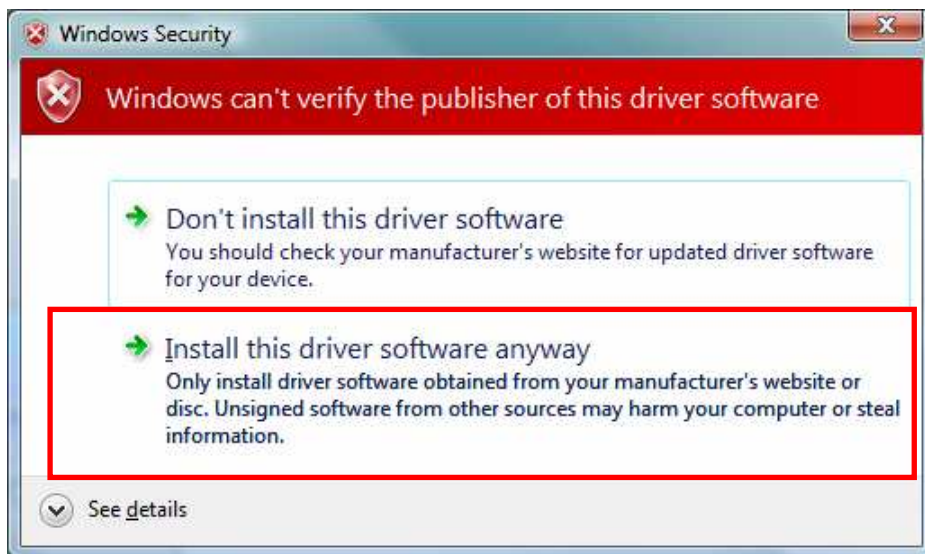 Windows Security
Windows can't verify the publisher of this driver software
Don't install this driver software
You should check your manufacturer's website for updated driver software
for your device.
Install this driver software anyway
Only install driver software obtained from your manufacturer's website or
disc. Unsigned software from other sources may harm your computer or steal
information.
See details